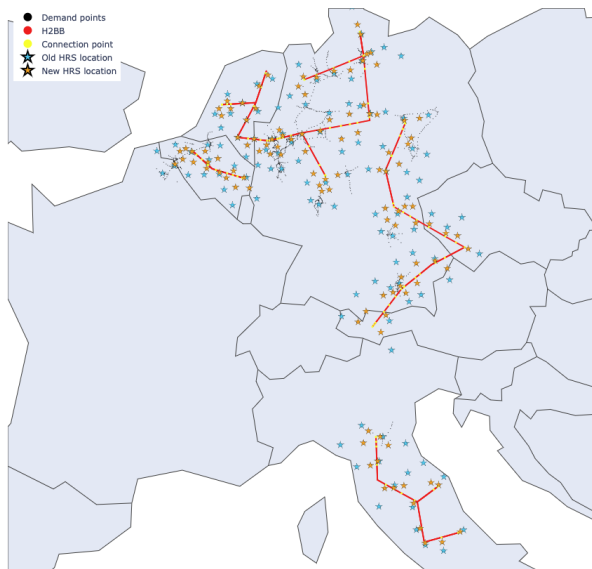 Demand points
H2BB
Connection point
Old HRS location
New HRS location